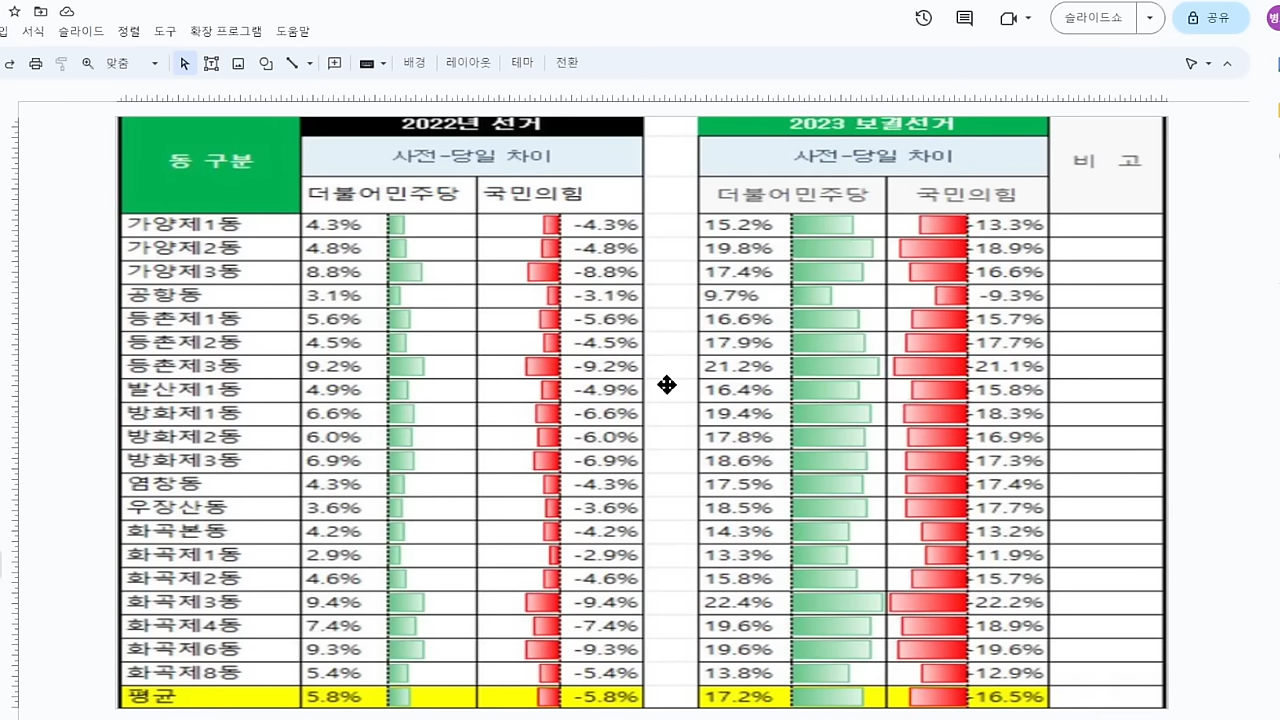 서식 슬라이드 정렬 도구 확장 프로그램 도움말
슬라이드쇼
공유
맞춤
배경 레이아웃 테마 전환
동 구분 2022년 선거 2023 보궐선거 비 고
사전-당일 차이 사전-당일 차이
더불어민주당 국민의힘 더불어민주당 국민의힘
가양제1동 4.3% -4.3% 15.2% -13.3%
가양제2동 4.8% -4.8% 19.8% -18.9%
가양제3동 8.8% -8.8% 17.4% -16.6%
공항동 3.1% -3.1% 9.7% -9.3%
등촌제1동 5.6% -5.6% 16.6% -15.7%
등촌제2동 4.5% -4.5% 17.9% -17.7%
등촌제3동 9.2% -9.2% 21.2% -21.1%
발산제1동 4.9% -4.9% 16.4% -15.8%
방화제1동 6.6% -6.6% 19.4% -18.3%
방화제2동 6.0% -6.0% 17.8% -16.9%
방화제3동 6.9% -6.9% 18.6% -17.3%
염창동 4.3% -4.3% 17.5% -17.4%
우장산동 3.6% -3.6% 18.5% -17.7%
화곡본동 4.2% -4.2% 14.3% -13.2%
화곡제1동 2.9% -2.9% 13.3% -11.9%
화곡제2동 4.6% -4.6% 15.8% -15.7%
화곡제3동 9.4% -9.4% 22.4% -22.2%
화곡제4동 7.4% -7.4% 19.6% -18.9%
화곡제6동 9.3% -9.3% 19.6% -19.6%
화곡제8동 5.4% -5.4% 13.8% -12.9%
평균 5.8% -5.8% 17.2% -16.5%